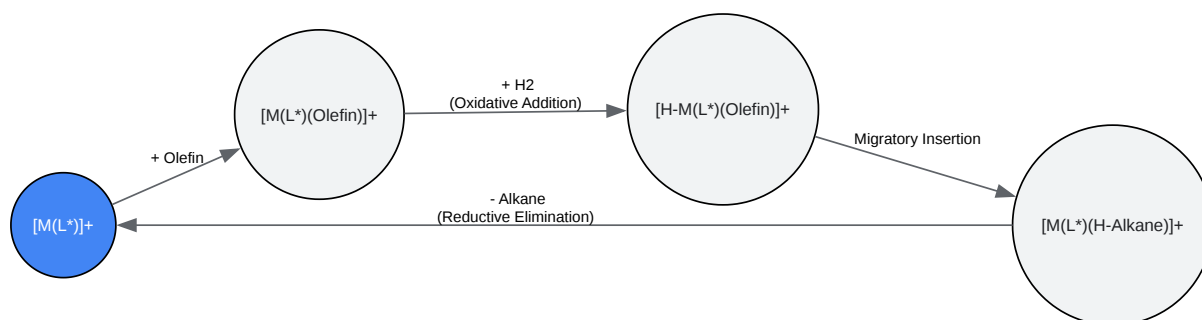 + H2
(Oxidative Addition)
[M(L*)(Olefin)]+
[H-M(L*)(Olefin)]+
Migratory Insertion
+ Olefin
- Alkane
(Reductive Elimination)
[M(L*)]+
[M(L*)(H-Alkane)]+